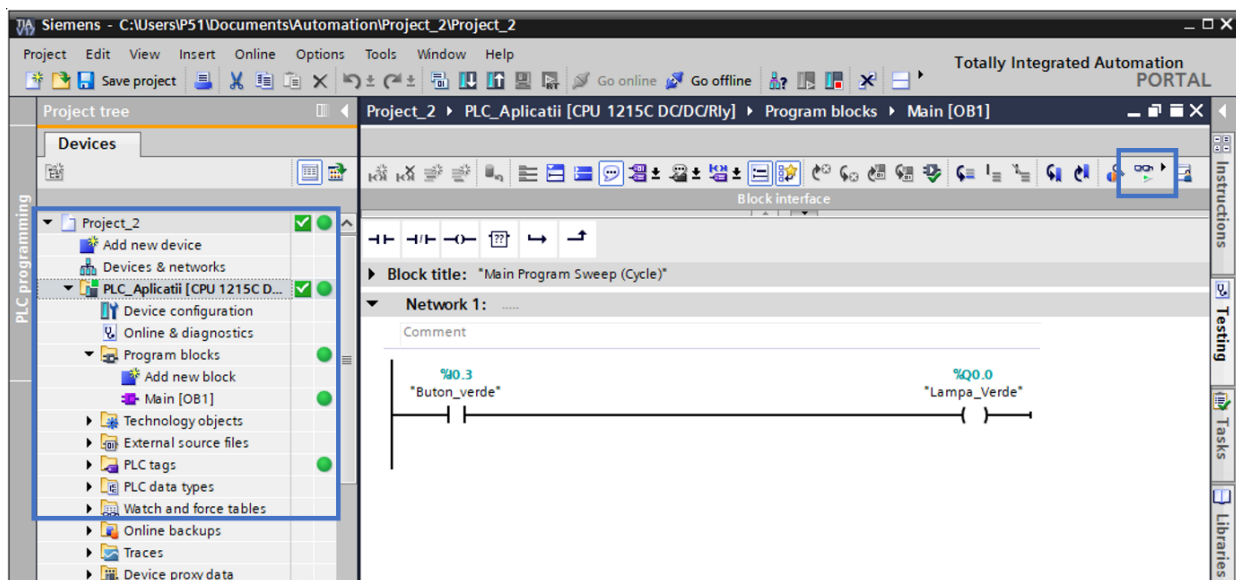 Siemens - C:\Users\P51\Documents\Automation\Project_2\Project_2
Project Edit View Insert Online Options Tools Window Help
Totally Integrated Automation
PORTAL
Save project
Go online
Go offline
Project tree
Project_2 PLC_Aplicatii [CPU 1215C DC/DC/Rly] Program blocks Main [OB1]
Devices
PLC programming
Block interface
Project_2
Add new device
Devices & networks
PLC_Aplicatii [CPU 1215C D...
Device configuration
Online & diagnostics
Program blocks
Add new block
Main [OB1]
Technology objects
External source files
PLC tags
PLC data types
Watch and force tables
Online backups
Traces
Device proxy data
??
Block title: "Main Program Sweep (Cycle)"
Network 1: .....
Comment
%I0.3
"Buton_verde"
%Q0.0
"Lampa_Verde"
Instructions
Testing
Tasks
Libraries